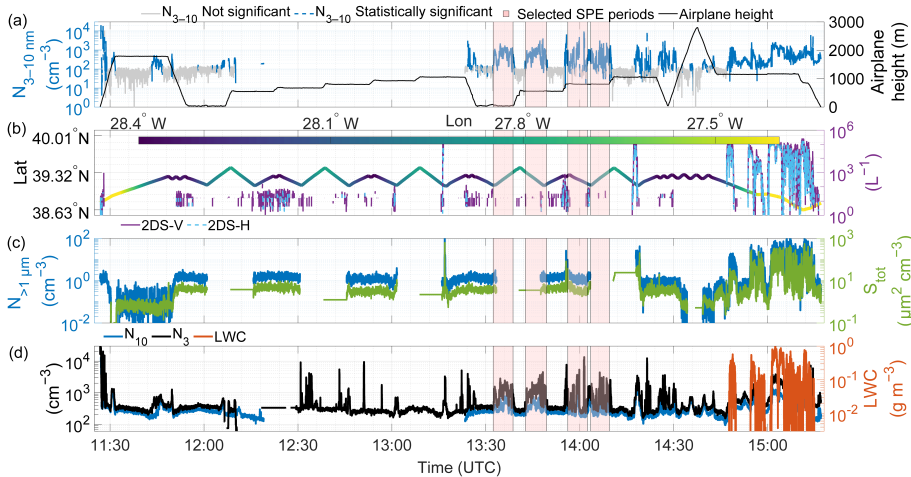 N3–10 Not significant N3–10 Statistically significant Selected SPE periods Airplane height
(a)
10^4
10^3
10^2
10^1
10^0
N3–10 nm
(cm−3)
3000
2000
1000
0
Airplane
height (m)
(b)
28.4°W 28.1°W Lon 27.8°W 27.5°W
40.01°N
39.32°N
38.63°N
Lat
10^6
10^3
10^0
(L−1)
2DS-V 2DS-H
(c)
10^2
10^0
10^-2
N>1 μm
(cm−3)
10^3
10^1
10^-1
Stot
(μm2 cm−3)
N10 N3 LWC
(d)
10^4
10^3
10^2
(cm−3)
10^0
10^-1
10^-2
LWC
(g m−3)
11:30 12:00 12:30 13:00 13:30 14:00 14:30 15:00
Time (UTC)